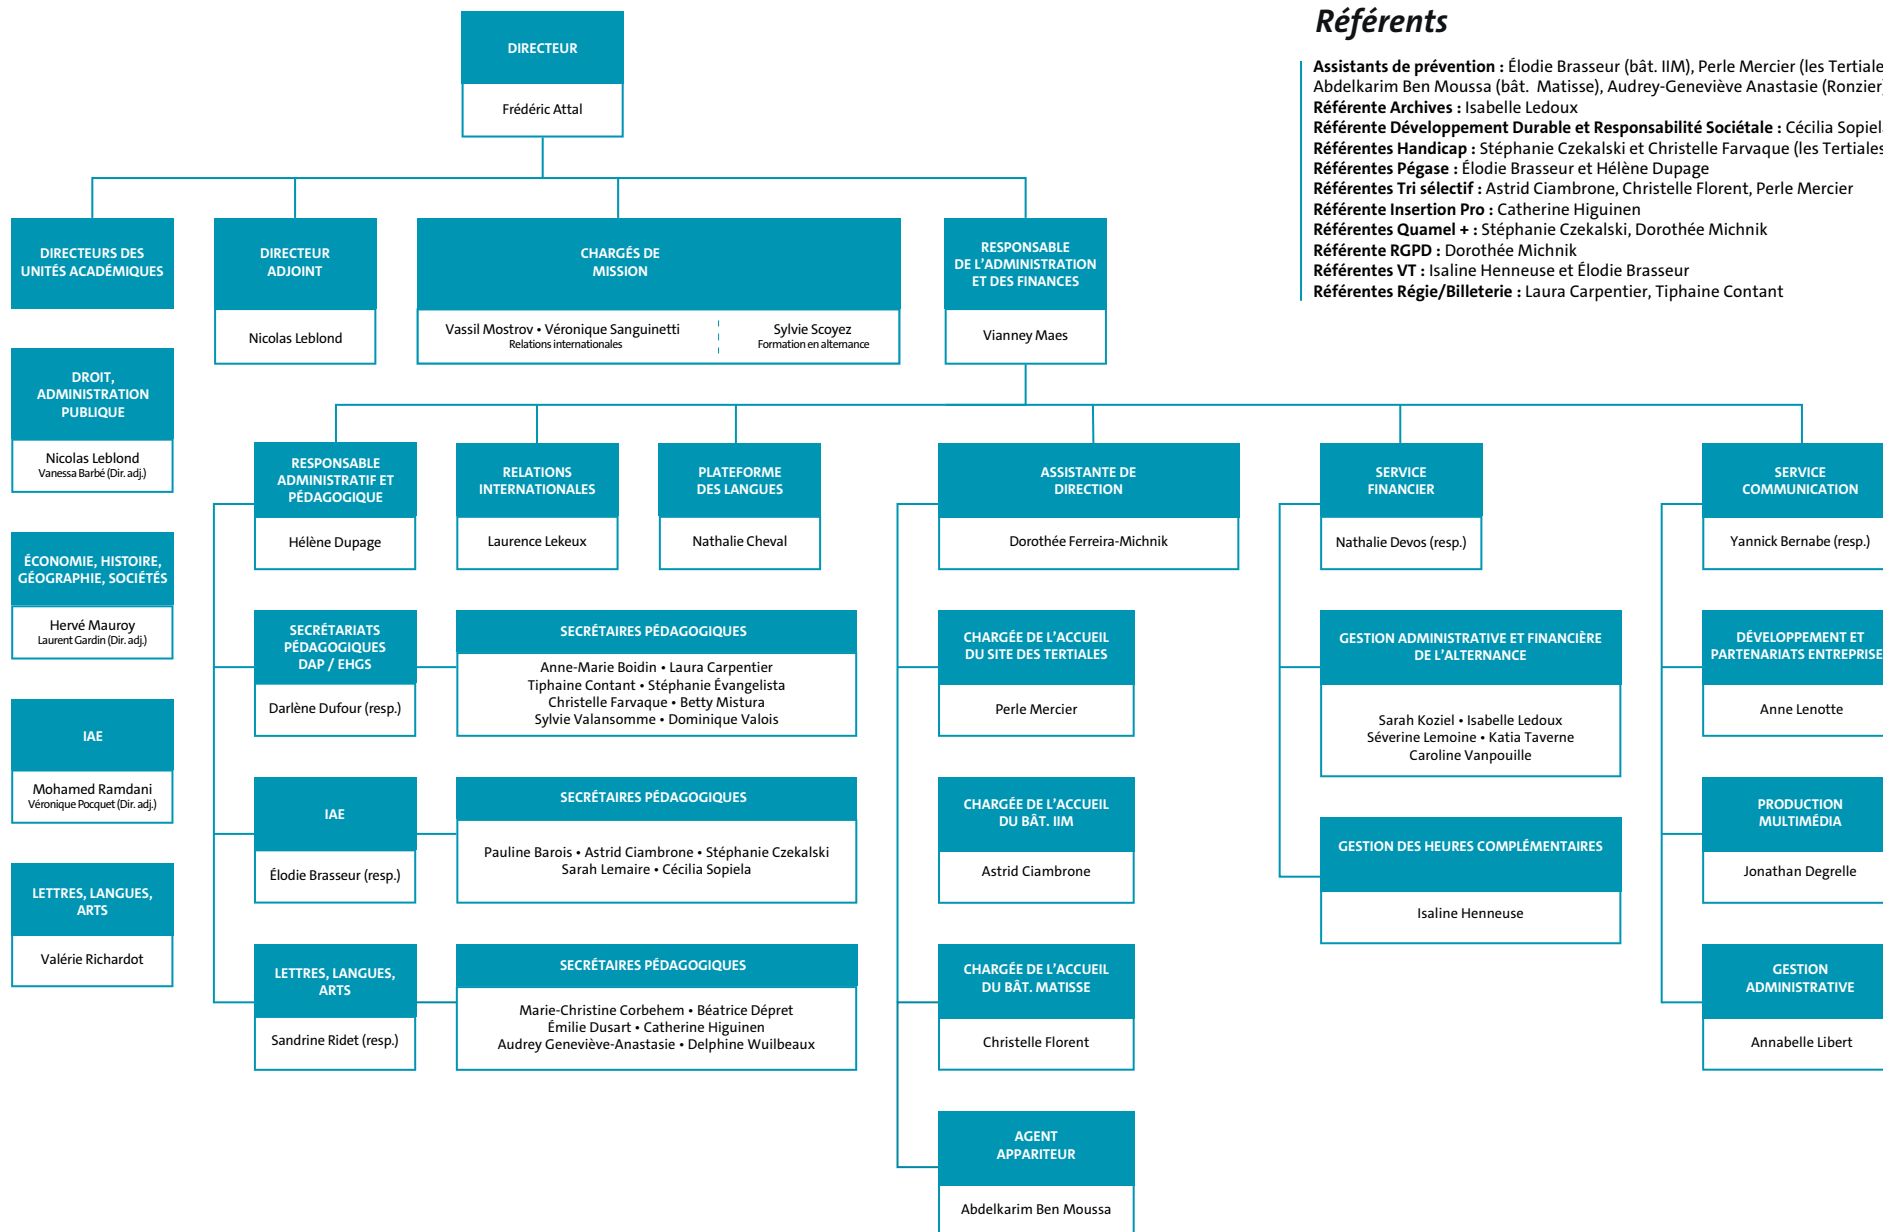 Référents
Assistants de prévention : Élodie Brasseur (bât. IIM), Perle Mercier (les Tertiale
Abdelkarim Ben Moussa (bât. Matisse), Audrey-Geneviève Anastasie (Ronzier
Référente Archives : Isabelle Ledoux
Référente Développement Durable et Responsabilité Sociétale : Cécilia Sopiel
Référentes Handicap : Stéphanie Czekalski et Christelle Farvaque (les Tertiales
Référentes Pégase : Élodie Brasseur et Hélène Dupage
Référentes Tri sélectif : Astrid Ciambrone, Christelle Florent, Perle Mercier
Référente Insertion Pro : Catherine Higuinen
Référentes Quamel + : Stéphanie Czekalski, Dorothée Michnik
Référente RGPD : Dorothée Michnik
Référentes VT : Isaline Henneuse et Élodie Brasseur
Référentes Régie/Billeterie : Laura Carpentier, Tiphaine Contant
DIRECTEUR
Frédéric Attal
DIRECTEURS DES
UNITÉS ACADÉMIQUES
DIRECTEUR
ADJOINT
Nicolas Leblond
CHARGÉS DE
MISSION
Vassil Mostrov • Véronique Sanguinetti
Relations internationales
Sylvie Scoyez
Formation en alternance
RESPONSABLE
DE L'ADMINISTRATION
ET DES FINANCES
Vianney Maes
DROIT,
ADMINISTRATION
PUBLIQUE
Nicolas Leblond
Vanessa Barbé (Dir. adj.)
ÉCONOMIE, HISTOIRE,
GÉOGRAPHIE, SOCIÉTÉS
Hervé Mauroy
Laurent Gardin (Dir. adj.)
IAE
Mohamed Ramdani
Véronique Pocquet (Dir. adj.)
LETTRES, LANGUES,
ARTS
Valérie Richardot
RESPONSABLE
ADMINISTRATIF ET
PÉDAGOGIQUE
Hélène Dupage
RELATIONS
INTERNATIONALES
Laurence Lekeux
PLATEFORME
DES LANGUES
Nathalie Cheval
SECRÉTARIATS
PÉDAGOGIQUES
DAP / EHGS
Darlène Dufour (resp.)
SECRÉTAIRES PÉDAGOGIQUES
Anne-Marie Boidin • Laura Carpentier
Tiphaine Contant • Stéphanie Évangelista
Christelle Farvaque • Betty Mistura
Sylvie Valansomme • Dominique Valois
IAE
Élodie Brasseur (resp.)
SECRÉTAIRES PÉDAGOGIQUES
Pauline Barois • Astrid Ciambrone • Stéphanie Czekalski
Sarah Lemaire • Cécilia Sopiela
LETTRES, LANGUES,
ARTS
Sandrine Ridet (resp.)
SECRÉTAIRES PÉDAGOGIQUES
Marie-Christine Corbehem • Béatrice Dépret
Émilie Dusart • Catherine Higuinen
Audrey Geneviève-Anastasie • Delphine Wuilbeaux
ASSISTANTE DE
DIRECTION
Dorothée Ferreira-Michnik
CHARGÉE DE L'ACCUEIL
DU SITE DES TERTIALES
Perle Mercier
CHARGÉE DE L'ACCUEIL
DU BÂT. IIM
Astrid Ciambrone
CHARGÉE DE L'ACCUEIL
DU BÂT. MATISSE
Christelle Florent
AGENT
APPARITEUR
Abdelkarim Ben Moussa
SERVICE
FINANCIER
Nathalie Devos (resp.)
GESTION ADMINISTRATIVE ET FINANCIÈRE
DE L'ALTERNANCE
Sarah Koziel • Isabelle Ledoux
Séverine Lemoine • Katia Taverne
Caroline Vanpouille
GESTION DES HEURES COMPLÉMENTAIRES
Isaline Henneuse
SERVICE
COMMUNICATION
Yannick Bernabe (resp.)
DÉVELOPPEMENT ET
PARTENARIATS ENTREPRISE
Anne Lenotte
PRODUCTION
MULTIMÉDIA
Jonathan Degrelle
GESTION
ADMINISTRATIVE
Annabelle Libert